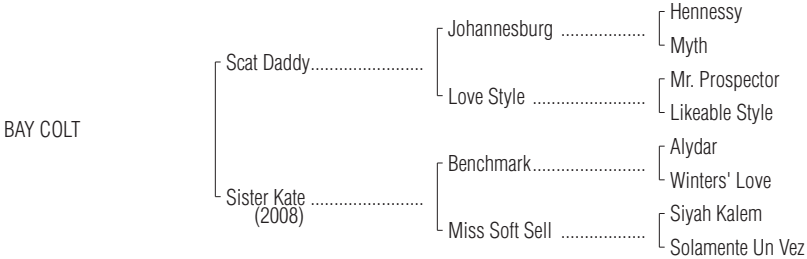 Hennessy
Johannesburg ..................
Myth
Scat Daddy.......................
Mr. Prospector
Love Style .......................
Likeable Style
BAY COLT
Alydar
Benchmark.......................
Winters' Love
Sister Kate .......................
(2008)
Siyah Kalem
Miss Soft Sell .................
Solamente Un Vez